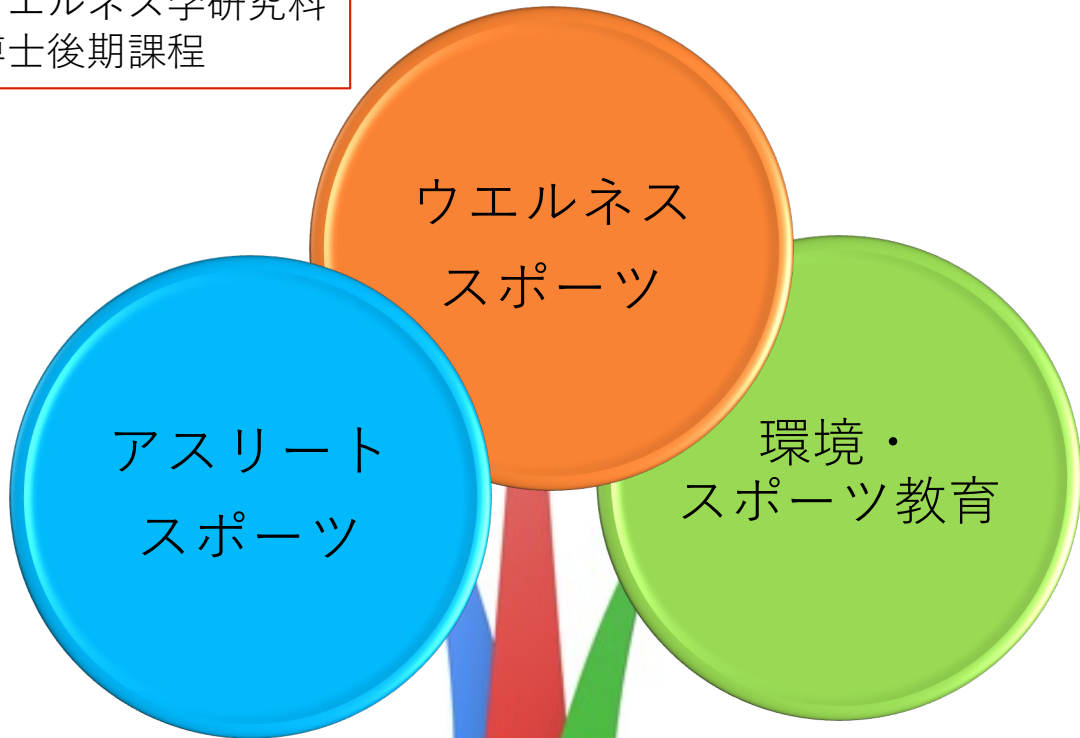 エルネス学研究科
士後期課程
ウエルネス
スポーツ
アスリート
スポーツ
環境・
スポーツ教育